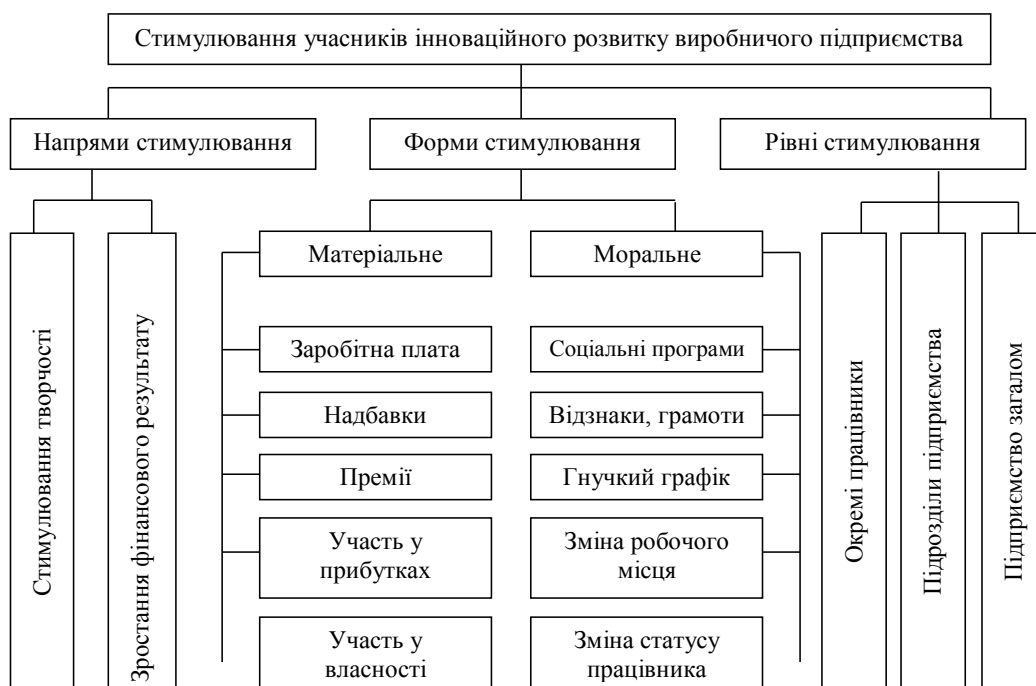 Стимулювання учасників інноваційного розвитку виробничого підприємства
Напрями стимулювання
Форми стимулювання
Рівні стимулювання
Стимулювання творчості
Зростання фінансового результату
Матеріальне
Заробітна плата
Надбавки
Премії
Участь у
прибутках
Участь у
власності
Моральне
Соціальні програми
Відзнаки, грамоти
Гнучкий графік
Зміна робочого
місця
Зміна статусу
працівника
Окремі працівники
Підрозділи підприємства
Підприємство загалом